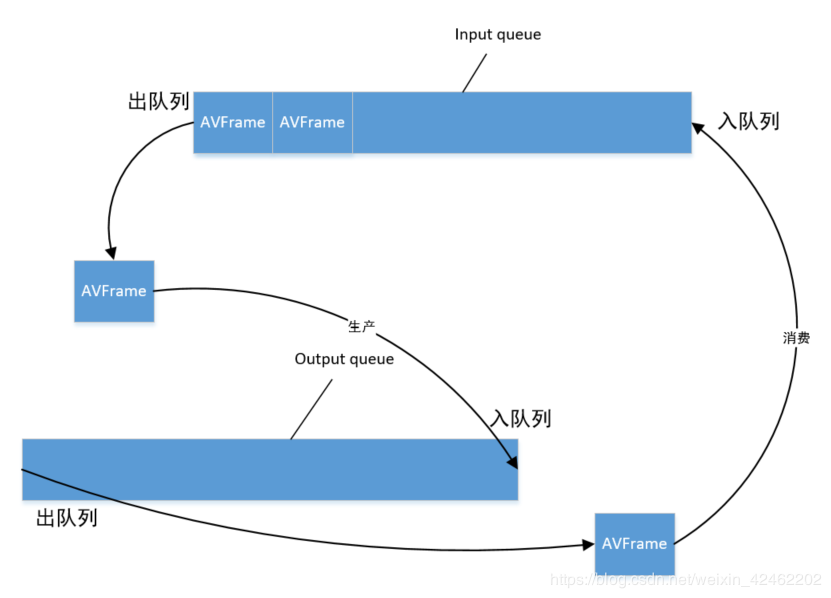 Input queue
出队列
AVFrame
AVFrame
入队列
AVFrame
生产
消费
Output queue
入队列
出队列
AVFrame
https://blog.csdn.net/weixin_42462202